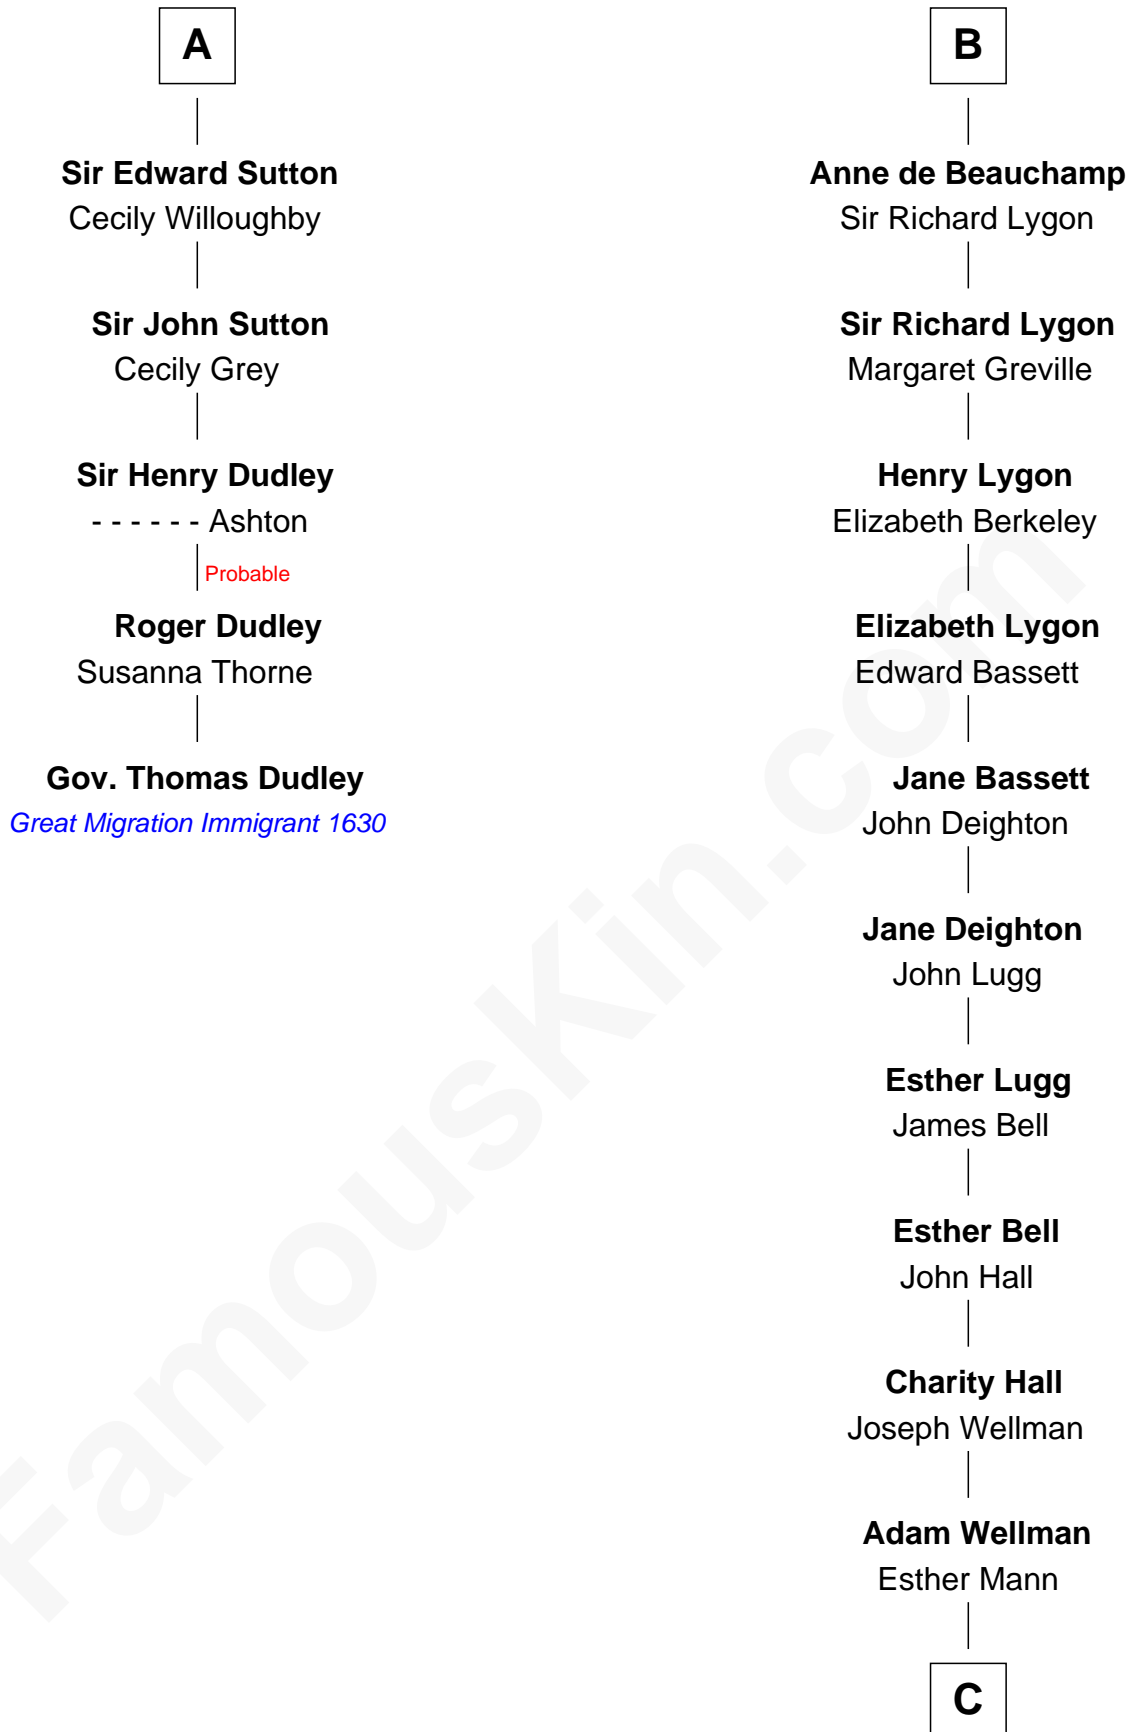 A
Sir Edward Sutton
Cecily Willoughby
Sir John Sutton
Cecily Grey
Sir Henry Dudley
- - - - - - Ashton
Probable
Roger Dudley
Susanna Thorne
Gov. Thomas Dudley
Great Migration Immigrant 1630
B
Anne de Beauchamp
Sir Richard Lygon
Sir Richard Lygon
Margaret Greville
Henry Lygon
Elizabeth Berkeley
Elizabeth Lygon
Edward Bassett
Jane Bassett
John Deighton
Jane Deighton
John Lugg
Esther Lugg
James Bell
Esther Bell
John Hall
Charity Hall
Joseph Wellman
Adam Wellman
Esther Mann
C
FamousKin.com